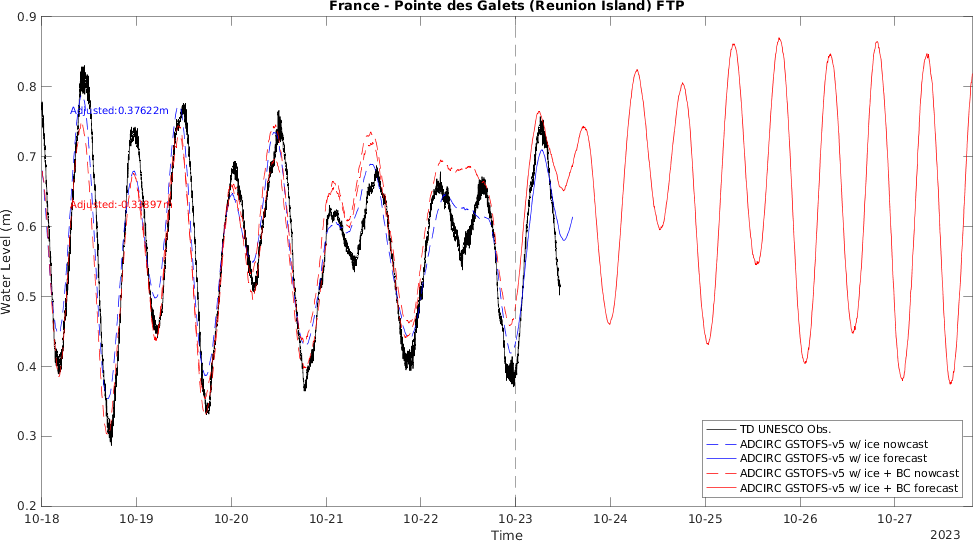 France - Pointe des Galets (Reunion Island) FTP
0.9
0.8
0.7
0.6
0.5
0.4
0.3
0.2
Water Level (m)
Adjusted:0.37622m
Adjusted:-0.33897m
TD UNESCO Obs.
ADCIRC GSTOFS-v5 w/ ice nowcast
ADCIRC GSTOFS-v5 w/ ice forecast
ADCIRC GSTOFS-v5 w/ ice + BC nowcast
ADCIRC GSTOFS-v5 w/ ice + BC forecast
10-18 10-19 10-20 10-21 10-22 10-23 10-24 10-25 10-26 10-27
Time
2023